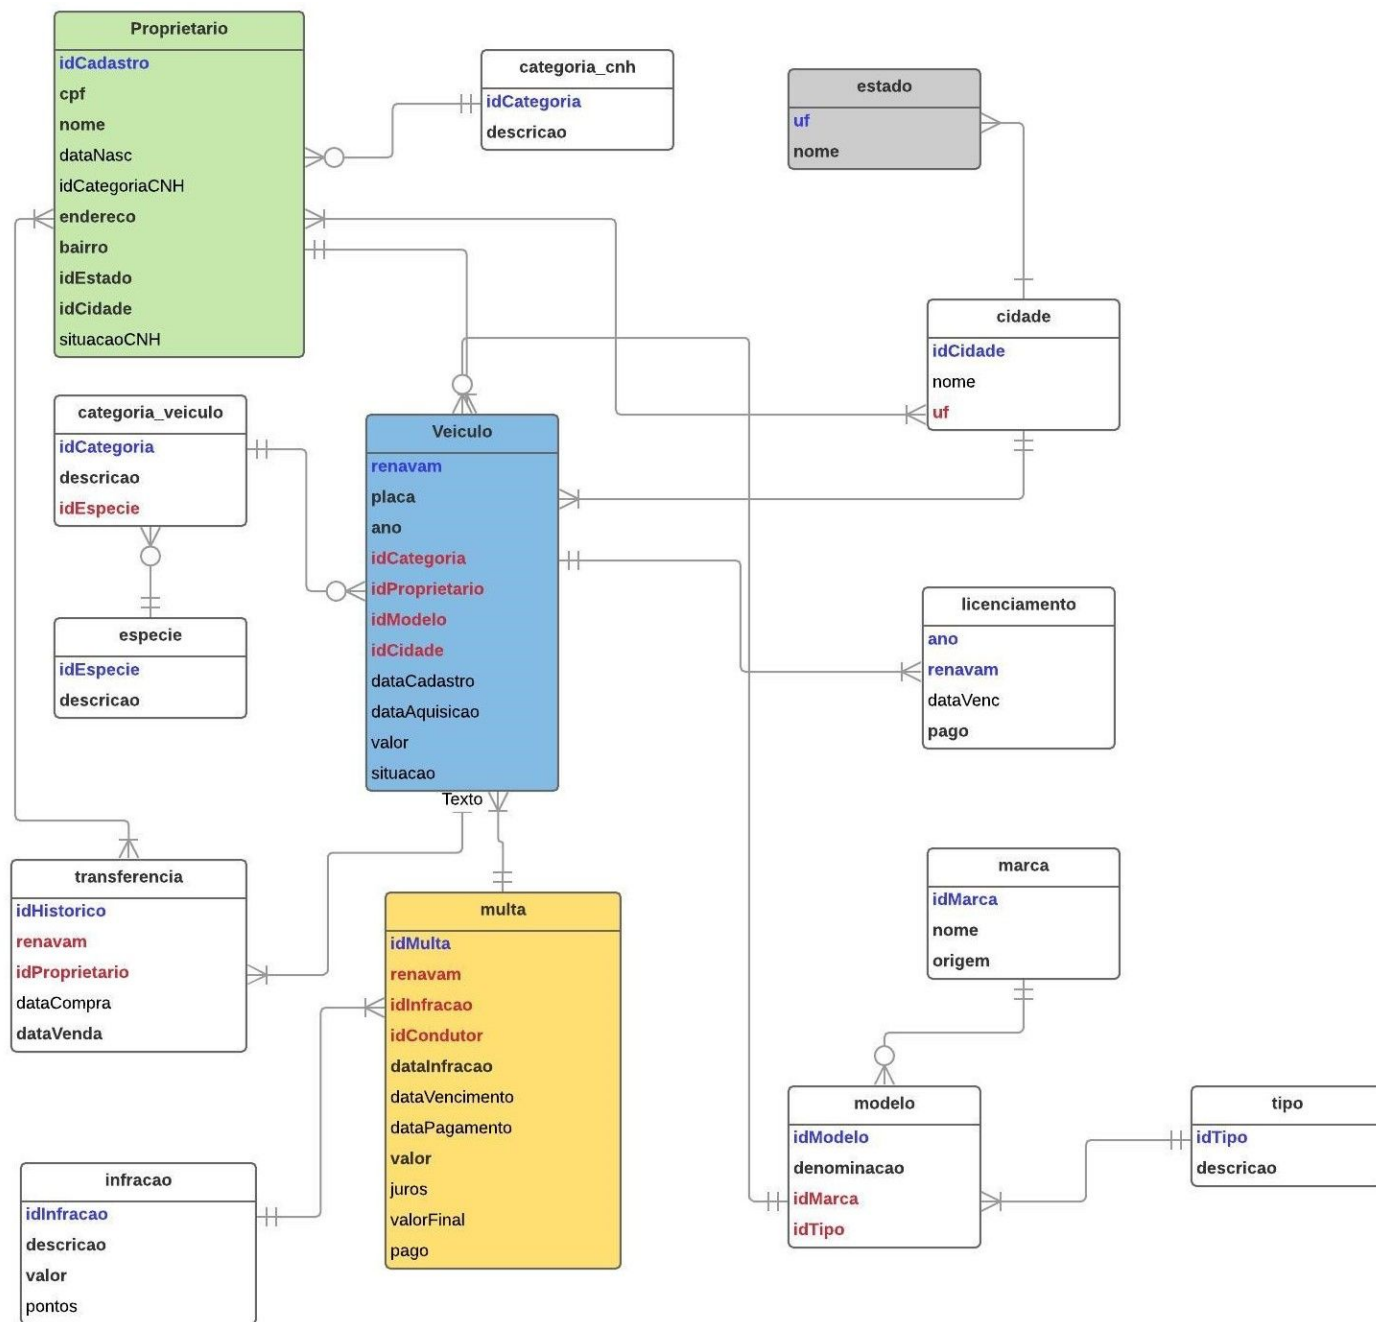 Proprietario
idCadastro
cpf
nome
dataNasc
idCategoriaCNH
endereco
bairro
idEstado
idCidade
situacaoCNH
categoria_cnh
idCategoria
descricao
estado
uf
nome
cidade
idCidade
nome
uf
categoria_veiculo
idCategoria
descricao
idEspecie
Veiculo
renavam
placa
ano
idCategoria
idProprietario
idModelo
idCidade
dataCadastro
dataAquisicao
valor
situacao
Texto
especie
idEspecie
descricao
licenciamento
ano
renavam
dataVenc
pago
transferencia
idHistorico
renavam
idProprietario
dataCompra
dataVenda
multa
idMulta
renavam
idInfracao
idCondutor
dataInfracao
dataVencimento
dataPagamento
valor
juros
valorFinal
pago
marca
idMarca
nome
origem
modelo
idModelo
denominacao
idMarca
idTipo
tipo
idTipo
descricao
infracao
idInfracao
descricao
valor
pontos